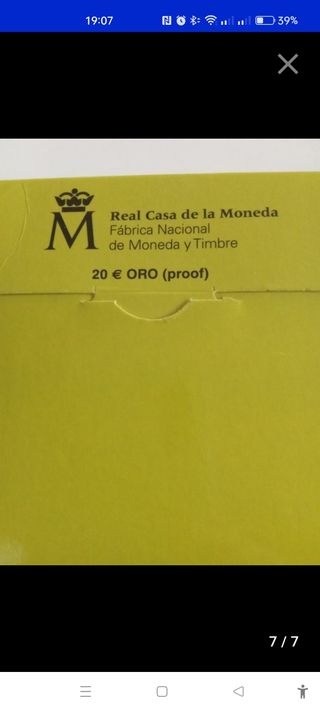 19:07
39%
M
Real Casa de la Moneda
Fábrica Nacional
de Moneda y Timbre
20 € ORO (proof)
7 / 7